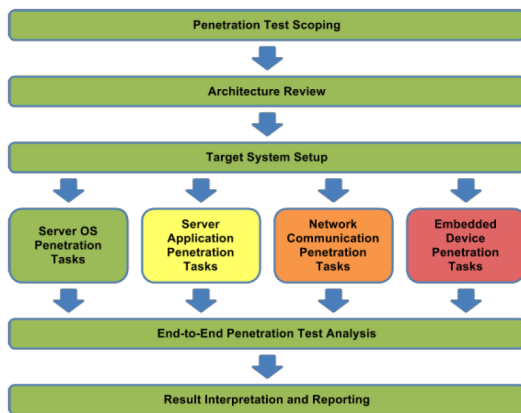 Penetration Test Scoping
Architecture Review
Target System Setup
Server OS
Penetration
Tasks
Server
Application
Penetration
Tasks
Network
Communication
Penetration
Tasks
Embedded
Device
Penetration
Tasks
End-to-End Penetration Test Analysis
Result Interpretation and Reporting